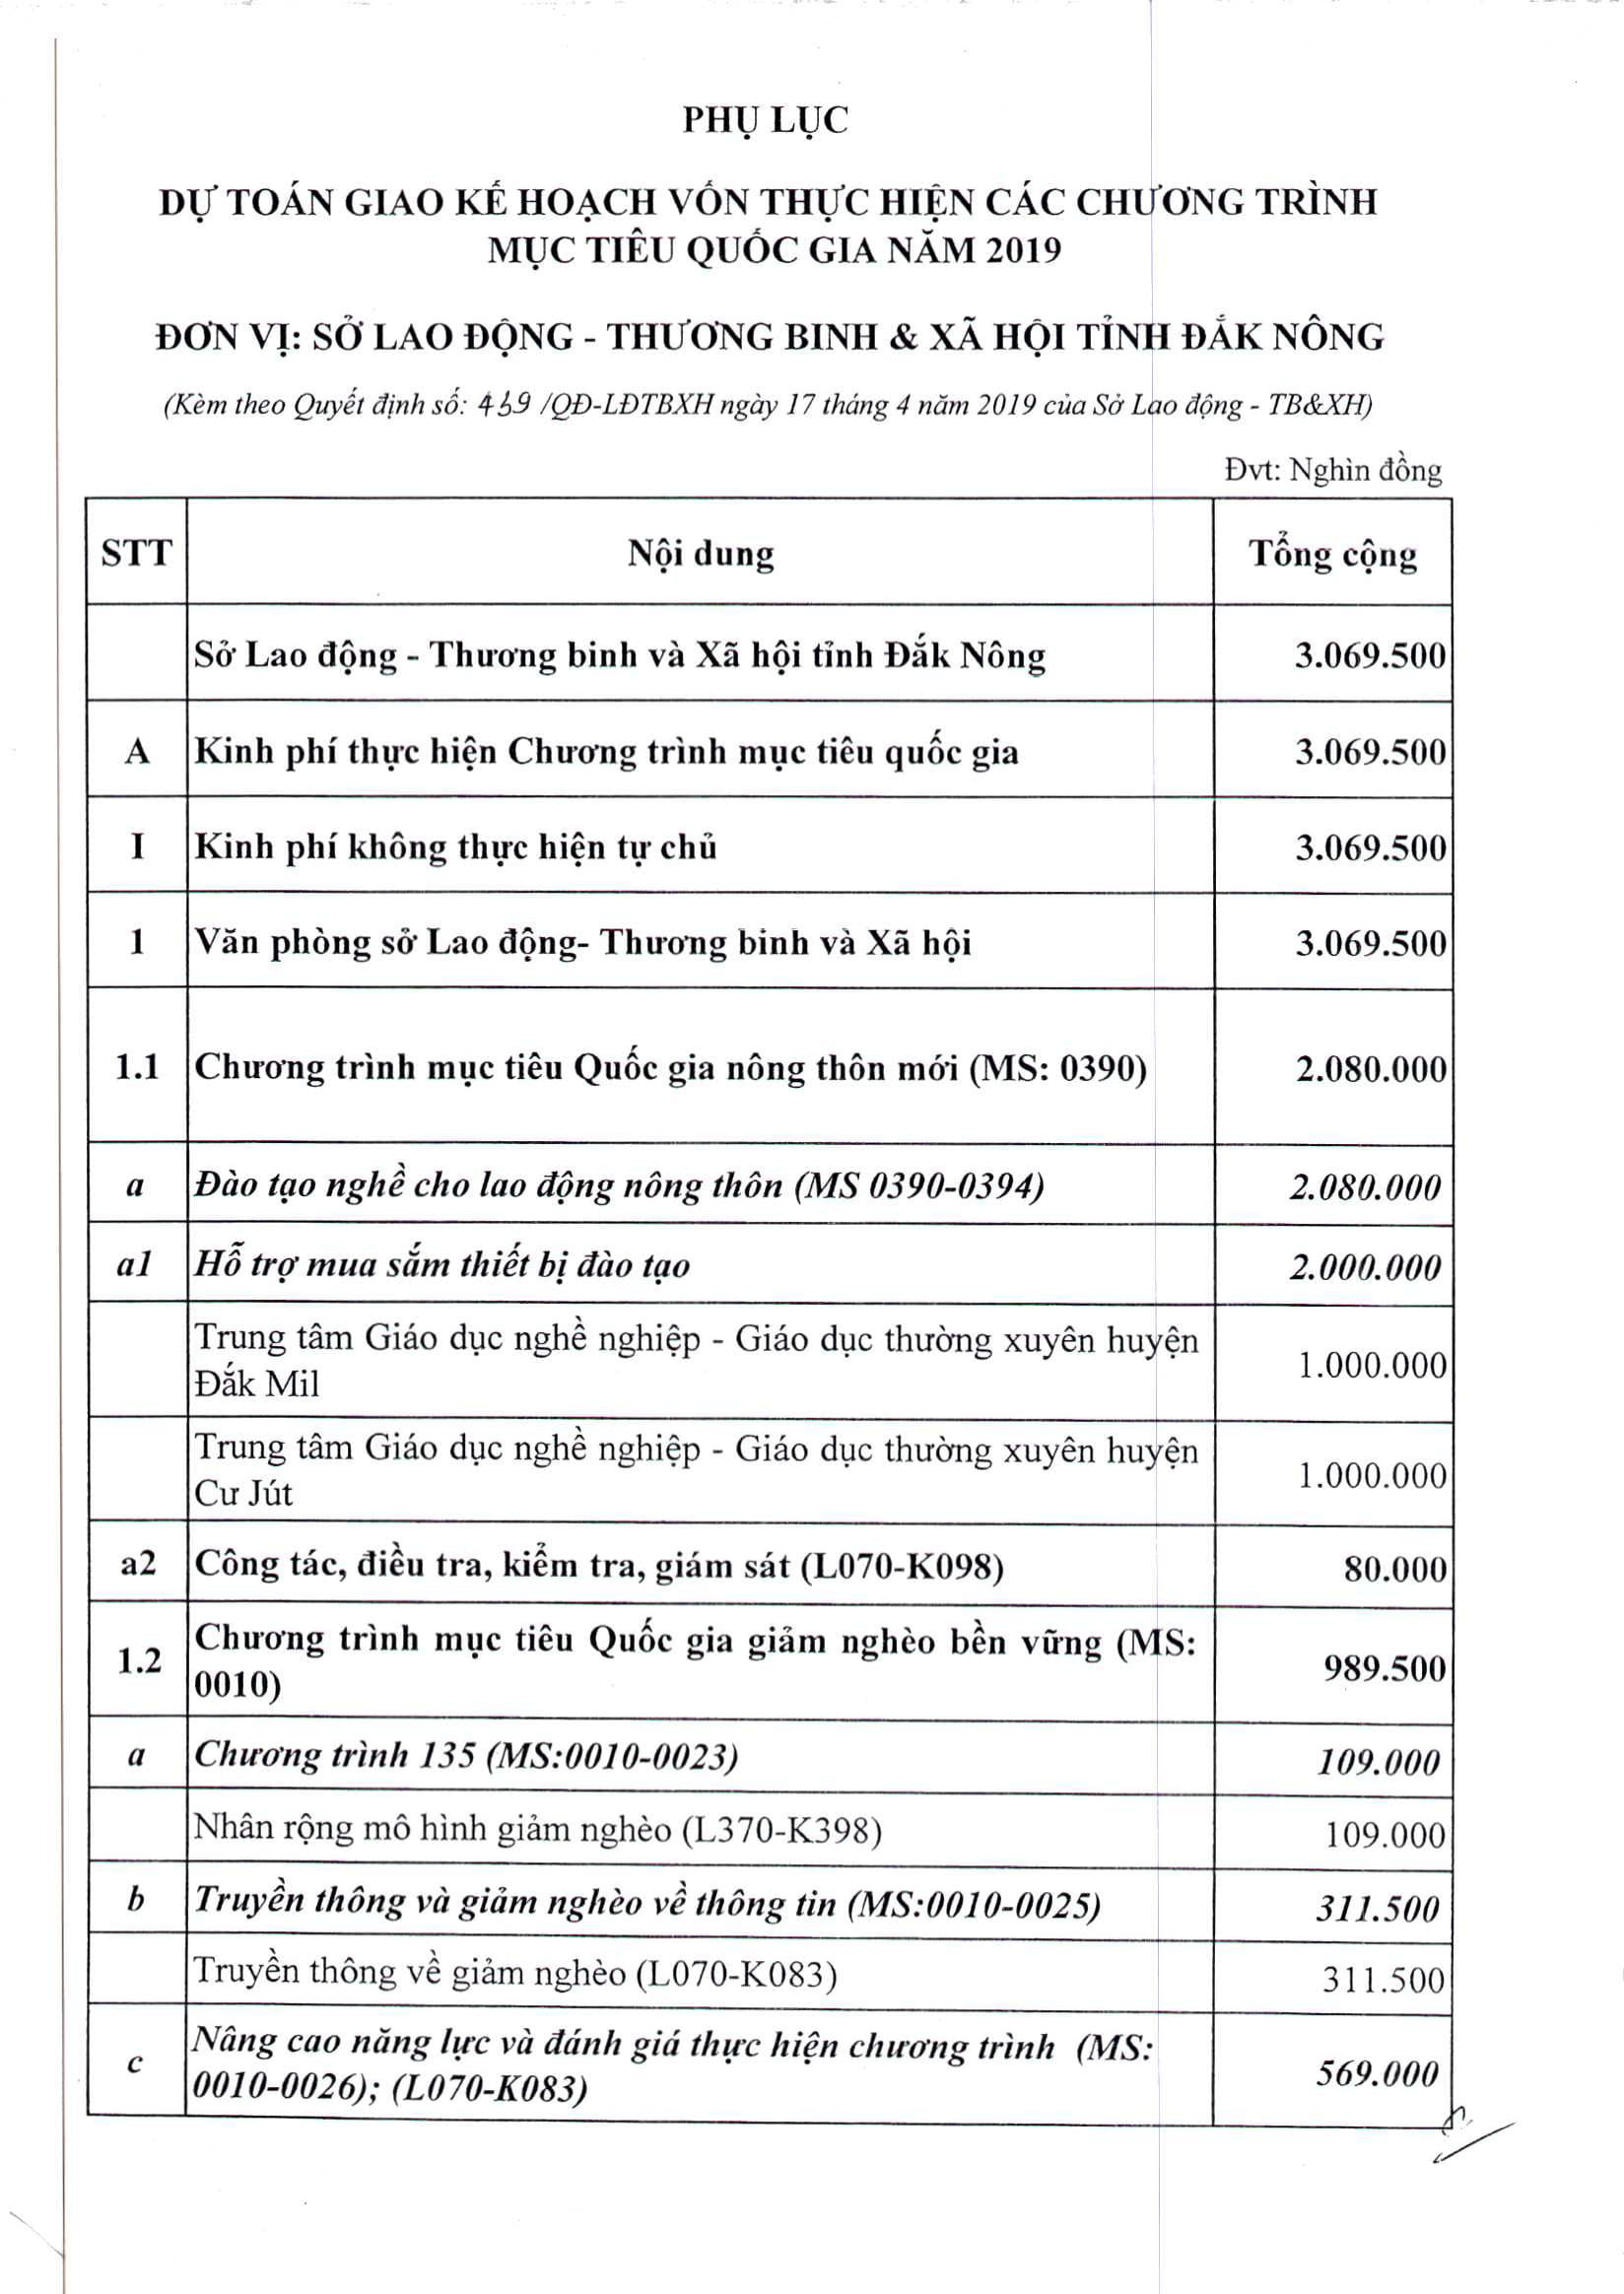 PHỤ LỤC
DỰ TOÁN GIAO KẾ HOẠCH VỐN THỰC HIỆN CÁC CHƯƠNG TRÌNH
MỤC TIÊU QUỐC GIA NĂM 2019
ĐƠN VỊ: SỞ LAO ĐỘNG - THƯƠNG BINH & XÃ HỘI TỈNH ĐẮK NÔNG
(Kèm theo Quyết định số: /QĐ-LĐTBXH ngày 17 tháng 4 năm 2019 của Sở Lao động - TB&XH)
Đvt: Nghìn đồng
STT Nội dung Tổng cộng
Sở Lao động - Thương binh và Xã hội tỉnh Đắk Nông 3.069.500
A Kinh phí thực hiện Chương trình mục tiêu quốc gia 3.069.500
I Kinh phí không thực hiện tự chủ 3.069.500
1 Văn phòng sở Lao động- Thương binh và Xã hội 3.069.500
1.1 Chương trình mục tiêu Quốc gia nông thôn mới (MS: 0390) 2.080.000
a Đào tạo nghề cho lao động nông thôn (MS 0390-0394) 2.080.000
a1 Hỗ trợ mua sắm thiết bị đào tạo 2.000.000
Trung tâm Giáo dục nghề nghiệp - Giáo dục thường xuyên huyện
Đắk Mil 1.000.000
Trung tâm Giáo dục nghề nghiệp - Giáo dục thường xuyên huyện
Cư Jút 1.000.000
a2 Công tác, điều tra, kiểm tra, giám sát (L070-K098) 80.000
1.2 Chương trình mục tiêu Quốc gia giảm nghèo bền vững (MS:
0010) 989.500
a Chương trình 135 (MS:0010-0023) 109.000
Nhân rộng mô hình giảm nghèo (L370-K398) 109.000
b Truyền thông và giảm nghèo về thông tin (MS:0010-0025) 311.500
Truyền thông về giảm nghèo (L070-K083) 311.500
c Nâng cao năng lực và đánh giá thực hiện chương trình (MS:
0010-0026); (L070-K083) 569.000